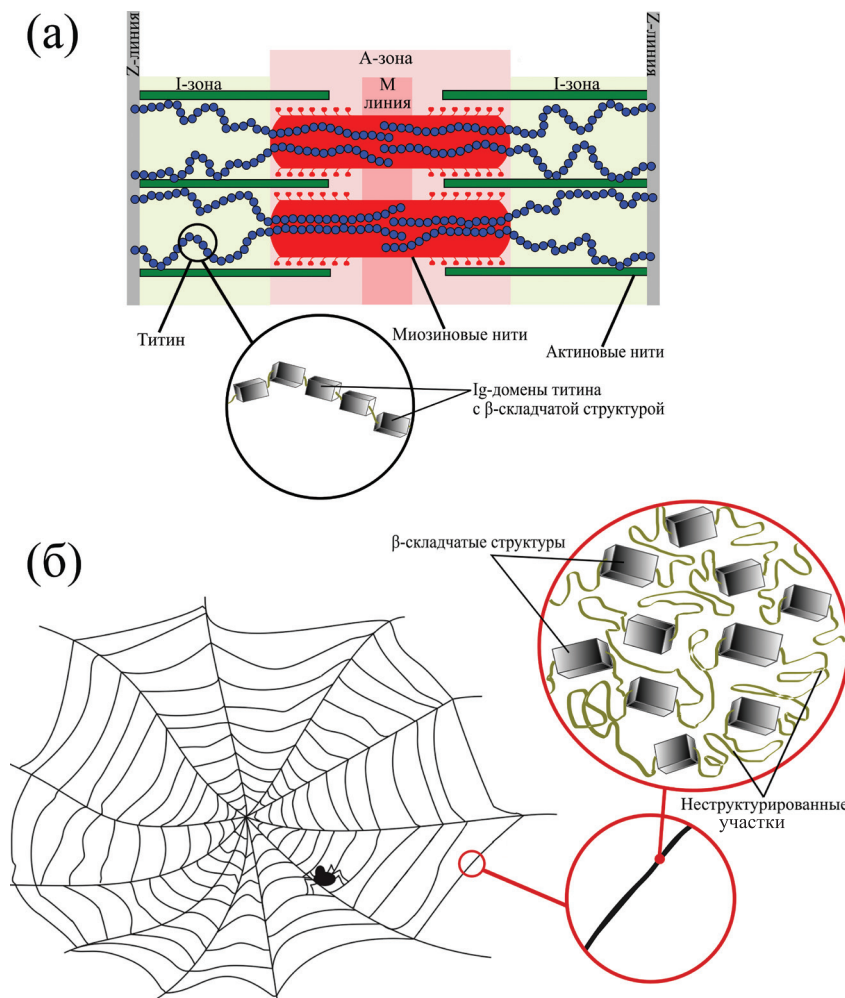 (а)
Z-линия
Z-линия
А-зона
I-зона
М
линия
I-зона
Титин
Миозиновые нити
Актиновые нити
Ig-домены титина
с β-складчатой структурой
(б)
β-складчатые структуры
Неструктурированные
участки